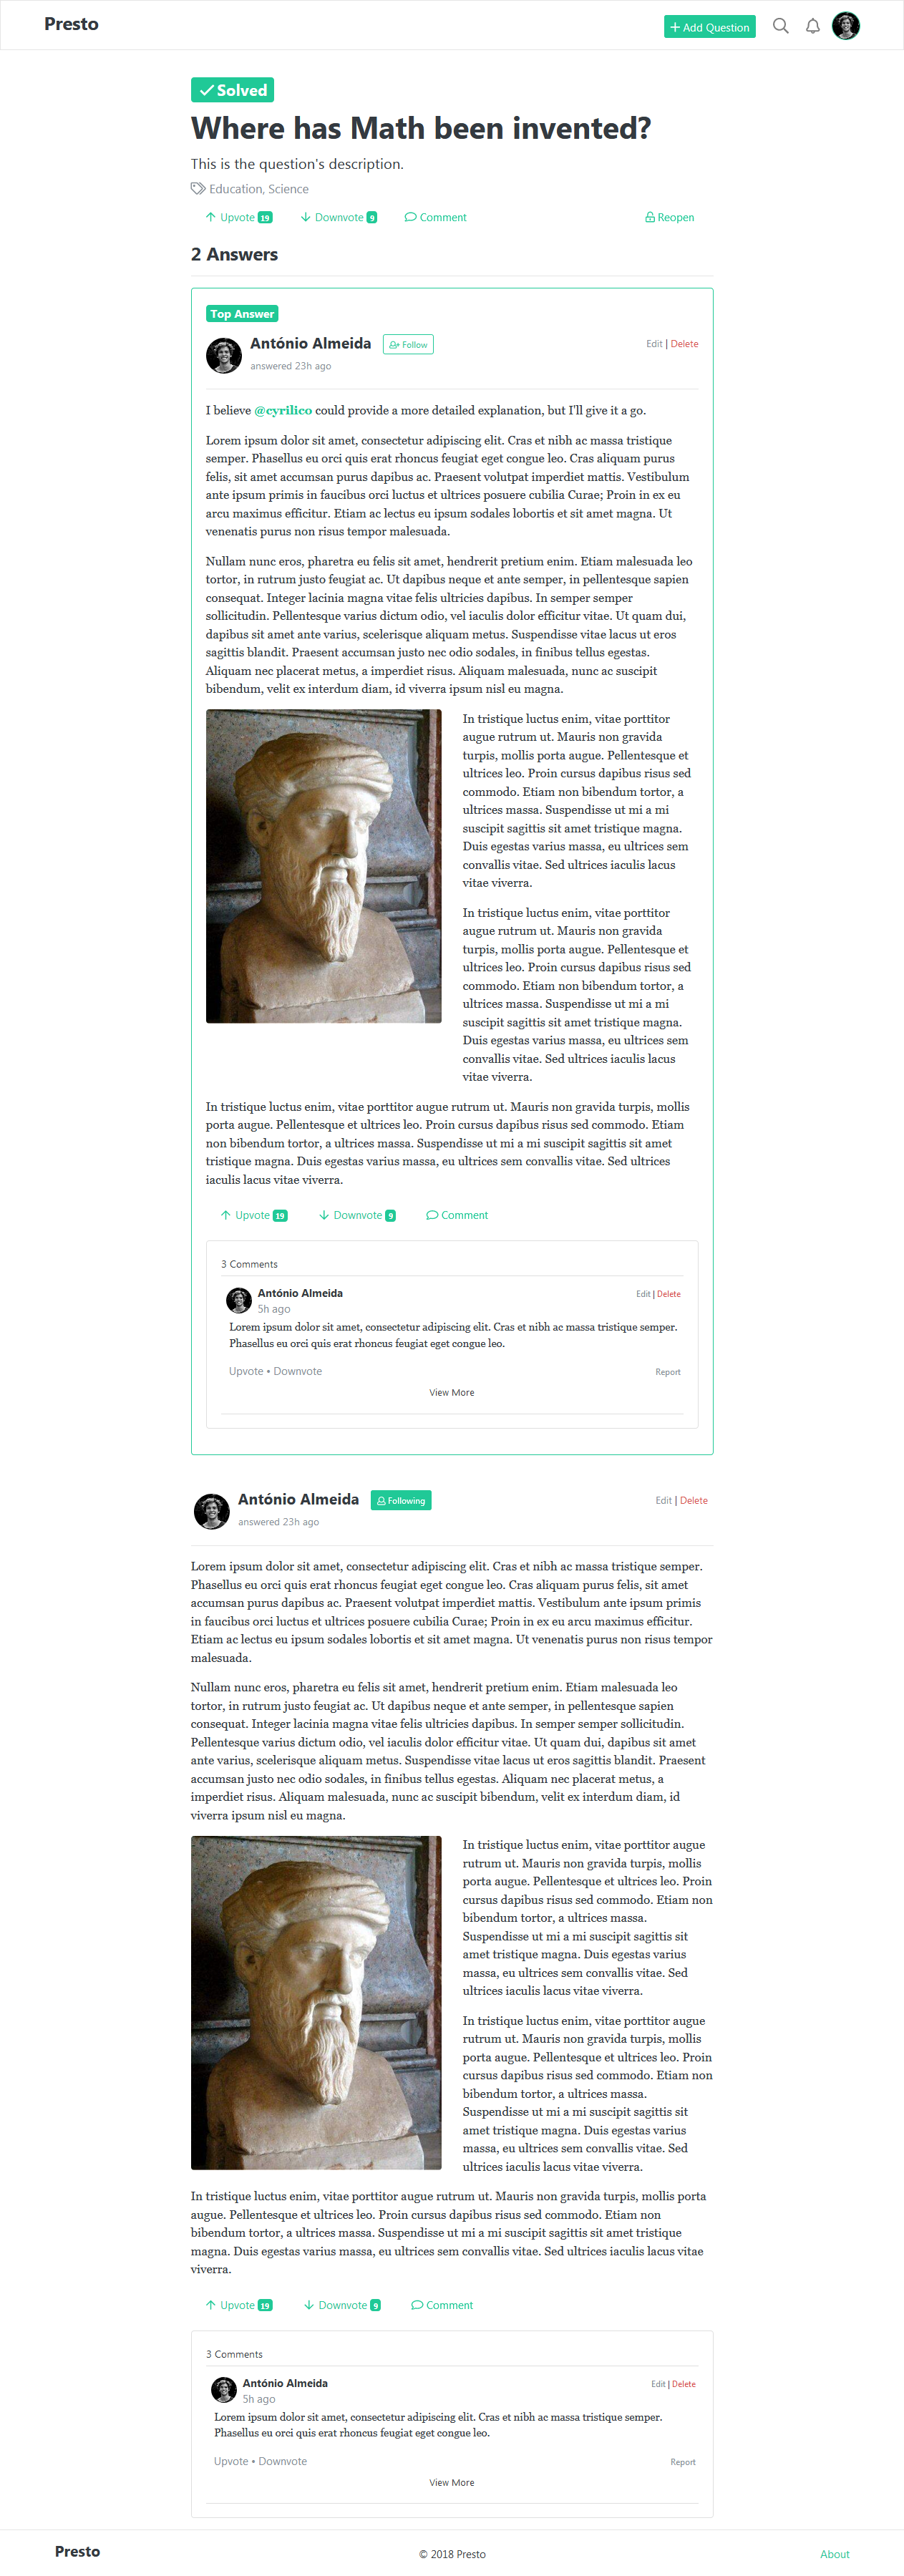 Presto
Add Question
Solved
Where has Math been invented?
This is the question's description.
Education, Science
Upvote 19 Downvote 9 Comment Reopen
2 Answers
Top Answer
António Almeida Follow Edit | Delete
answered 23h ago
I believe @cyrilico could provide a more detailed explanation, but I'll give it a go.
Lorem ipsum dolor sit amet, consectetur adipiscing elit. Cras et nibh ac massa tristique
semper. Phasellus eu orci quis erat rhoncus feugiat eget congue leo. Cras aliquam purus
felis, sit amet accumsan purus dapibus ac. Praesent volutpat imperdiet mattis. Vestibulum
ante ipsum primis in faucibus orci luctus et ultrices posuere cubilia Curae; Proin in ex eu
arcu maximus efficitur. Etiam ac lectus eu ipsum sodales lobortis et sit amet magna. Ut
venenatis purus non risus tempor malesuada.
Nullam nunc eros, pharetra eu felis sit amet, hendrerit pretium enim. Etiam malesuada leo
tortor, in rutrum justo feugiat ac. Ut dapibus neque et ante semper, in pellentesque sapien
consequat. Integer lacinia magna vitae felis ultricies dapibus. In semper semper
sollicitudin. Pellentesque varius dictum odio, vel iaculis dolor efficitur vitae. Ut quam dui,
dapibus sit amet ante varius, scelerisque aliquam metus. Suspendisse vitae lacus ut eros
sagittis blandit. Praesent accumsan justo nec odio sodales, in finibus tellus egestas.
Aliquam nec placerat metus, a imperdiet risus. Aliquam malesuada, nunc ac suscipit
bibendum, velit ex interdum diam, id viverra ipsum nisl eu magna.
In tristique luctus enim, vitae porttitor
augue rutrum ut. Mauris non gravida
turpis, mollis porta augue. Pellentesque et
ultrices leo. Proin cursus dapibus risus sed
commodo. Etiam non bibendum tortor, a
ultrices massa. Suspendisse ut mi a mi
suscipit sagittis sit amet tristique magna.
Duis egestas varius massa, eu ultrices sem
convallis vitae. Sed ultrices iaculis lacus
vitae viverra.
In tristique luctus enim, vitae porttitor
augue rutrum ut. Mauris non gravida
turpis, mollis porta augue. Pellentesque et
ultrices leo. Proin cursus dapibus risus sed
commodo. Etiam non bibendum tortor, a
ultrices massa. Suspendisse ut mi a mi
suscipit sagittis sit amet tristique magna.
Duis egestas varius massa, eu ultrices sem
convallis vitae. Sed ultrices iaculis lacus
vitae viverra.
In tristique luctus enim, vitae porttitor augue rutrum ut. Mauris non gravida turpis, mollis
porta augue. Pellentesque et ultrices leo. Proin cursus dapibus risus sed commodo. Etiam
non bibendum tortor, a ultrices massa. Suspendisse ut mi a mi suscipit sagittis sit amet
tristique magna. Duis egestas varius massa, eu ultrices sem convallis vitae. Sed ultrices
iaculis lacus vitae viverra.
Upvote 19 Downvote 9 Comment
3 Comments
António Almeida Edit | Delete
5h ago
Lorem ipsum dolor sit amet, consectetur adipiscing elit. Cras et nibh ac massa tristique semper.
Phasellus eu orci quis erat rhoncus feugiat eget congue leo.
Upvote • Downvote Report
View More
António Almeida Following Edit | Delete
answered 23h ago
Lorem ipsum dolor sit amet, consectetur adipiscing elit. Cras et nibh ac massa tristique semper.
Phasellus eu orci quis erat rhoncus feugiat eget congue leo. Cras aliquam purus felis, sit amet
accumsan purus dapibus ac. Praesent volutpat imperdiet mattis. Vestibulum ante ipsum primis
in faucibus orci luctus et ultrices posuere cubilia Curae; Proin in ex eu arcu maximus efficitur.
Etiam ac lectus eu ipsum sodales lobortis et sit amet magna. Ut venenatis purus non risus tempor
malesuada.
Nullam nunc eros, pharetra eu felis sit amet, hendrerit pretium enim. Etiam malesuada leo
tortor, in rutrum justo feugiat ac. Ut dapibus neque et ante semper, in pellentesque sapien
consequat. Integer lacinia magna vitae felis ultricies dapibus. In semper semper sollicitudin.
Pellentesque varius dictum odio, vel iaculis dolor efficitur vitae. Ut quam dui, dapibus sit amet
ante varius, scelerisque aliquam metus. Suspendisse vitae lacus ut eros sagittis blandit. Praesent
accumsan justo nec odio sodales, in finibus tellus egestas. Aliquam nec placerat metus, a
imperdiet risus. Aliquam malesuada, nunc ac suscipit bibendum, velit ex interdum diam, id
viverra ipsum nisl eu magna.
In tristique luctus enim, vitae porttitor augue
rutrum ut. Mauris non gravida turpis, mollis
porta augue. Pellentesque et ultrices leo. Proin
cursus dapibus risus sed commodo. Etiam non
bibendum tortor, a ultrices massa.
Suspendisse ut mi a mi suscipit sagittis sit
amet tristique magna. Duis egestas varius
massa, eu ultrices sem convallis vitae. Sed
ultrices iaculis lacus vitae viverra.
In tristique luctus enim, vitae porttitor augue
rutrum ut. Mauris non gravida turpis, mollis
porta augue. Pellentesque et ultrices leo. Proin
cursus dapibus risus sed commodo. Etiam non
bibendum tortor, a ultrices massa.
Suspendisse ut mi a mi suscipit sagittis sit
amet tristique magna. Duis egestas varius
massa, eu ultrices sem convallis vitae. Sed
ultrices iaculis lacus vitae viverra.
In tristique luctus enim, vitae porttitor augue rutrum ut. Mauris non gravida turpis, mollis porta
augue. Pellentesque et ultrices leo. Proin cursus dapibus risus sed commodo. Etiam non
bibendum tortor, a ultrices massa. Suspendisse ut mi a mi suscipit sagittis sit amet tristique
magna. Duis egestas varius massa, eu ultrices sem convallis vitae. Sed ultrices iaculis lacus vitae
viverra.
Upvote 19 Downvote 9 Comment
3 Comments
António Almeida Edit | Delete
5h ago
Lorem ipsum dolor sit amet, consectetur adipiscing elit. Cras et nibh ac massa tristique semper.
Phasellus eu orci quis erat rhoncus feugiat eget congue leo.
Upvote • Downvote Report
View More
Presto © 2018 Presto About